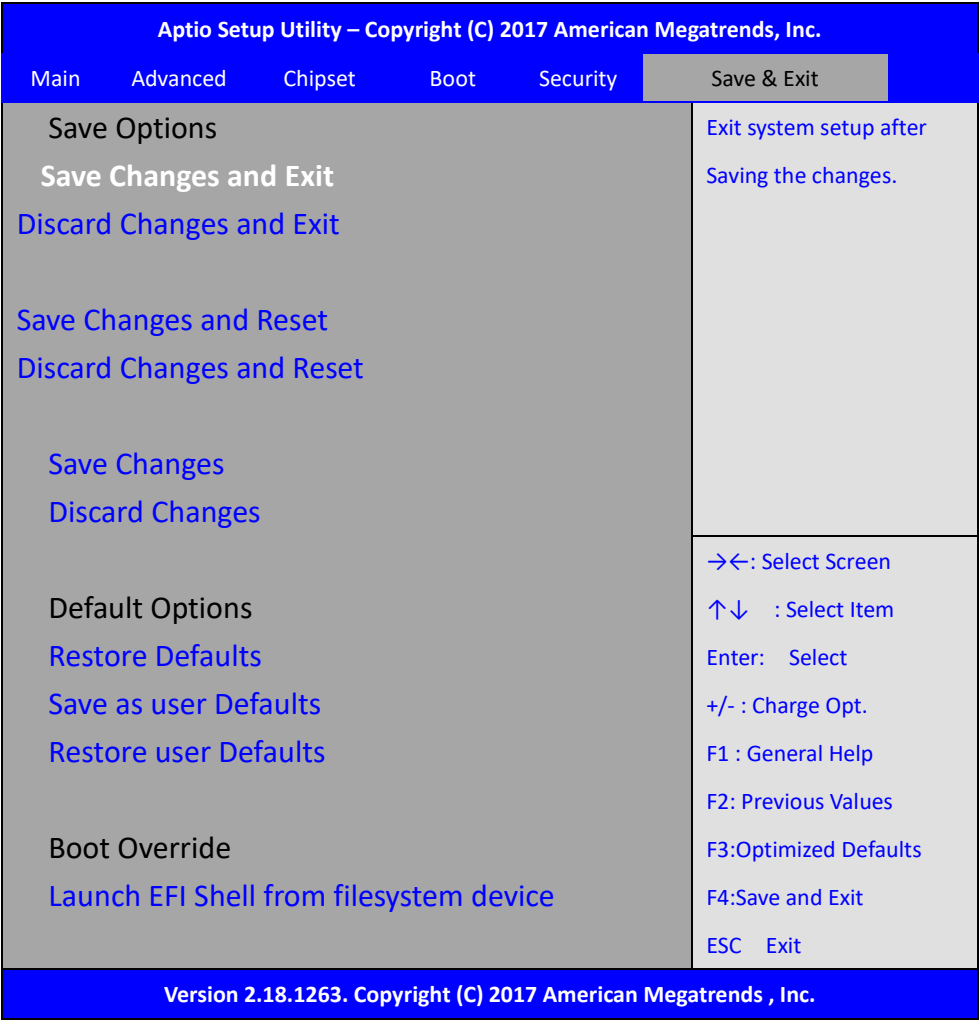 Aptio Setup Utility – Copyright (C) 2017 American Megatrends, Inc.
Main Advanced Chipset Boot Security Save & Exit
Save Options
Save Changes and Exit
Discard Changes and Exit
Save Changes and Reset
Discard Changes and Reset
Save Changes
Discard Changes
Default Options
Restore Defaults
Save as user Defaults
Restore user Defaults
Boot Override
Launch EFI Shell from filesystem device
Exit system setup after
Saving the changes.
→←: Select Screen
↑↓ : Select Item
Enter: Select
+/- : Charge Opt.
F1 : General Help
F2: Previous Values
F3:Optimized Defaults
F4:Save and Exit
ESC Exit
Version 2.18.1263. Copyright (C) 2017 American Megatrends , Inc.